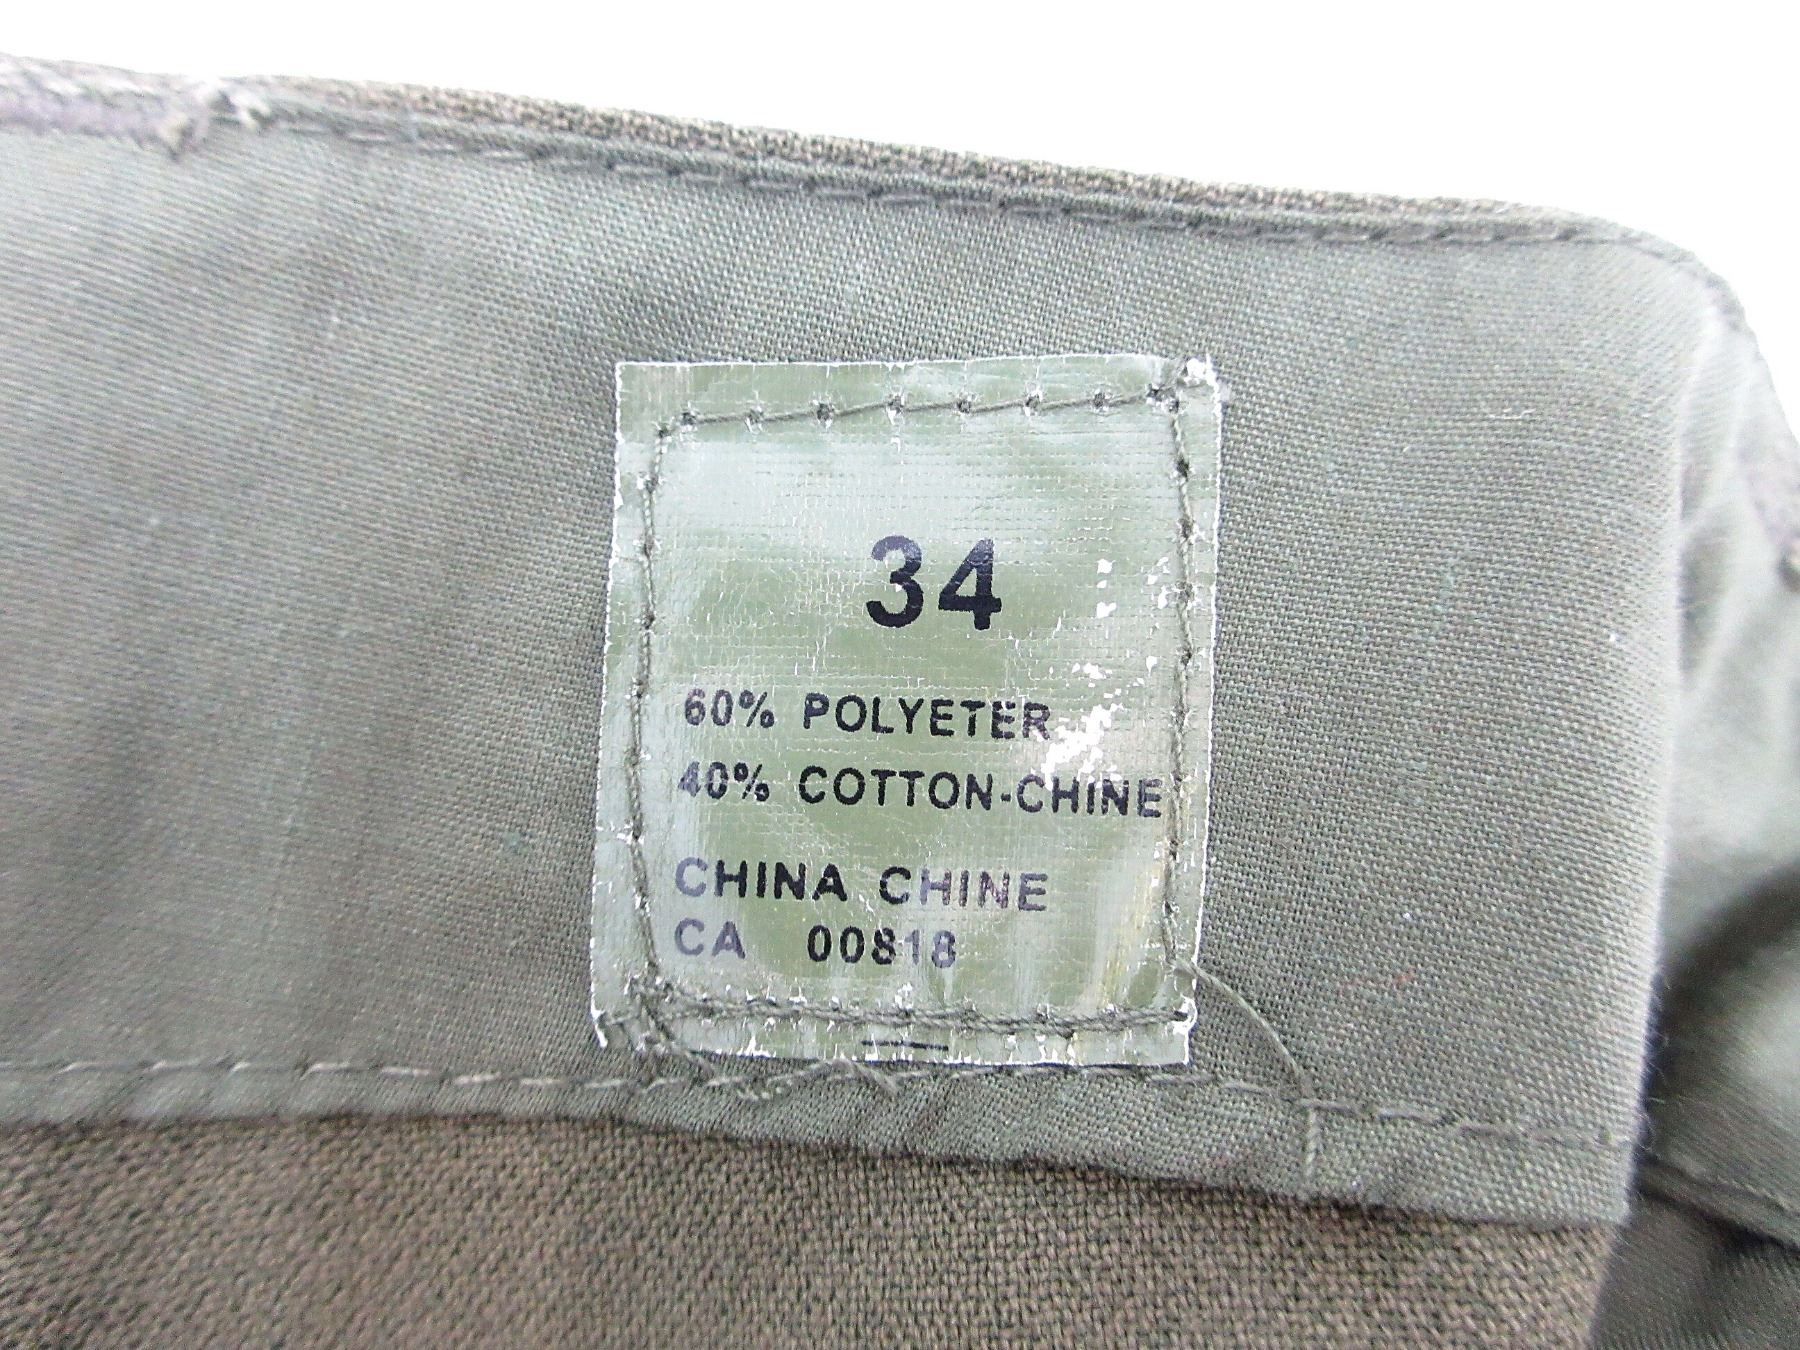 34
60% POLYETER
40% COTTON-CHINE
CHINA CHINE
CA 00818